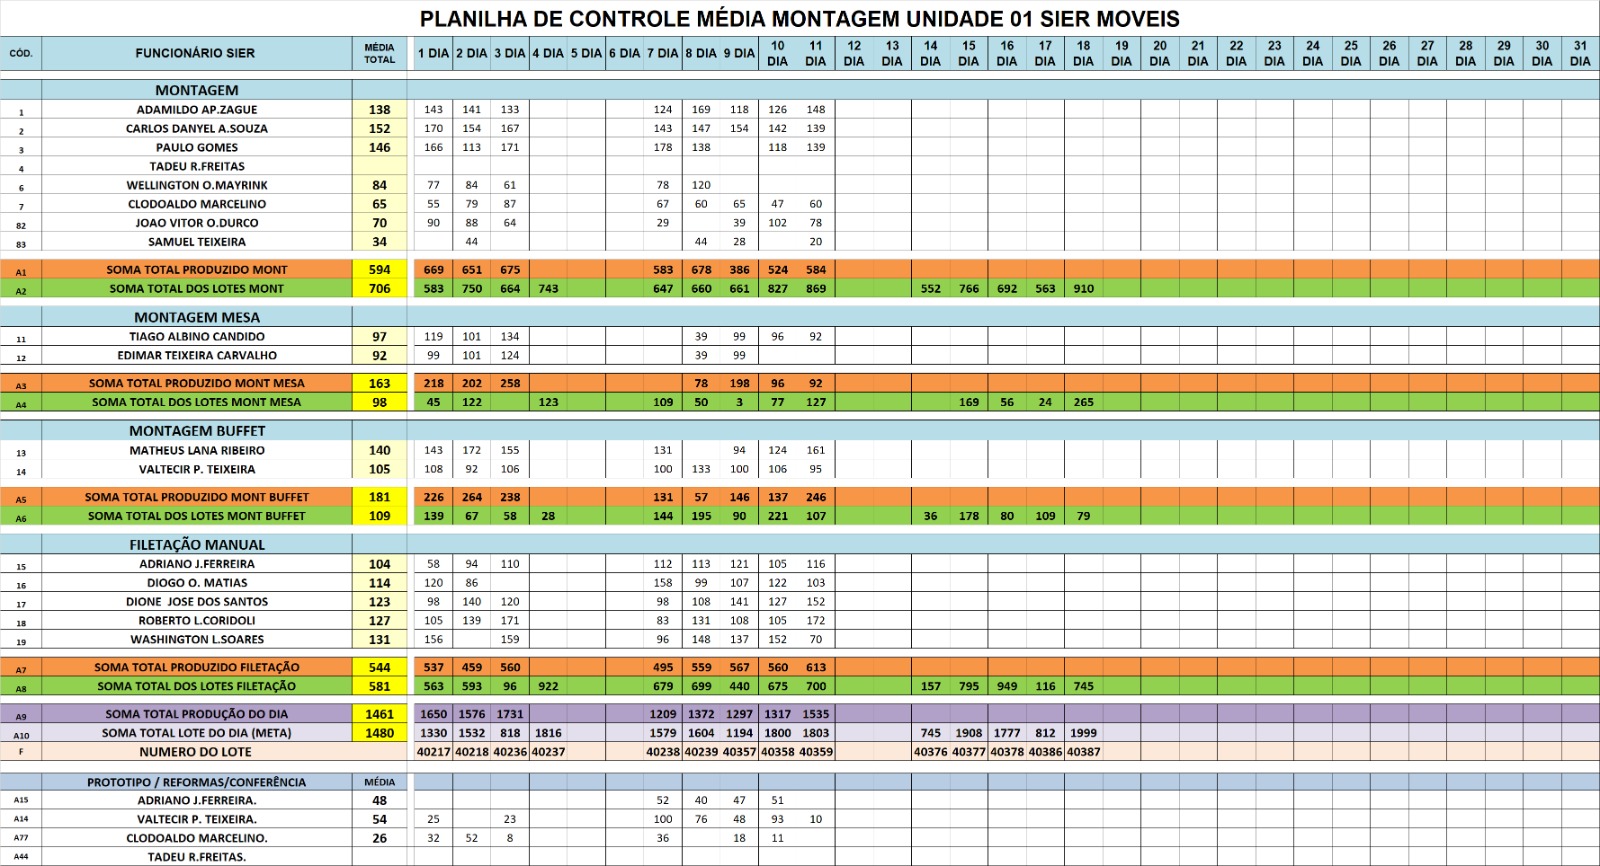 PLANILHA DE CONTROLE MÉDIA MONTAGEM UNIDADE 01 SIER MOVEIS
CÓD. FUNCIONÁRIO SIER MÉDIA TOTAL 1 DIA 2 DIA 3 DIA 4 DIA 5 DIA 6 DIA 7 DIA 8 DIA 9 DIA 10 DIA 11 DIA 12 DIA 13 DIA 14 DIA 15 DIA 16 DIA 17 DIA 18 DIA 19 DIA 20 DIA 21 DIA 22 DIA 23 DIA 24 DIA 25 DIA 26 DIA 27 DIA 28 DIA 29 DIA 30 DIA 31 DIA
MONTAGEM
1 ADAMILDO AP.ZAGUE 138 143 141 133 124 169 118 126 148
2 CARLOS DANYEL A.SOUZA 152 170 154 167 143 147 154 142 139
3 PAULO GOMES 146 166 113 171 178 138 118 139
4 TADEU R.FREITAS
6 WELLINGTON O.MAYRINK 84 77 84 61 78 120
7 CLODOALDO MARCELINO 65 55 79 87 67 60 65 47 60
82 JOAO VITOR O.DURCO 70 90 88 64 29 39 102 78
83 SAMUEL TEIXEIRA 34 44 44 28 20
A1 SOMA TOTAL PRODUZIDO MONT 594 669 651 675 583 678 386 524 584
A2 SOMA TOTAL DOS LOTES MONT 706 583 750 664 743 647 660 661 827 869 552 766 692 563 910
MONTAGEM MESA
11 TIAGO ALBINO CANDIDO 97 119 101 134 39 99 96 92
12 EDIMAR TEIXEIRA CARVALHO 92 99 101 124 39 99
A3 SOMA TOTAL PRODUZIDO MONT MESA 163 218 202 258 78 198 96 92
A4 SOMA TOTAL DOS LOTES MONT MESA 98 45 122 123 109 50 3 77 127 169 56 24 265
MONTAGEM BUFFET
13 MATHEUS LANA RIBEIRO 140 143 172 155 131 94 124 161
14 VALTECIR P. TEIXEIRA 105 108 92 106 100 133 100 106 95
A5 SOMA TOTAL PRODUZIDO MONT BUFFET 181 226 264 238 131 57 146 137 246
A6 SOMA TOTAL DOS LOTES MONT BUFFET 109 139 67 58 28 144 195 90 221 107 36 178 80 109 79
FILETAÇÃO MANUAL
15 ADRIANO J.FERREIRA 104 58 94 110 112 113 121 105 116
16 DIOGO O. MATIAS 114 120 86 158 99 107 122 103
17 DIONE JOSE DOS SANTOS 123 98 140 120 98 108 141 127 152
18 ROBERTO L.CORIDOLI 127 105 139 171 83 131 108 105 172
19 WASHINGTON L.SOARES 131 156 159 96 148 137 152 70
A7 SOMA TOTAL PRODUZIDO FILETAÇÃO 544 537 459 560 495 559 567 560 613
A8 SOMA TOTAL DOS LOTES FILETAÇÃO 581 563 593 96 922 679 699 440 675 700 157 795 949 116 745
A9 SOMA TOTAL PRODUÇÃO DO DIA 1461 1650 1576 1731 1209 1372 1297 1317 1535
A10 SOMA TOTAL LOTE DO DIA (META) 1480 1330 1532 818 1816 1579 1604 1194 1800 1803 745 1908 1777 812 1999
F NUMERO DO LOTE 40217 40218 40236 40237 40238 40239 40357 40358 40359 40376 40377 40378 40386 40387
PROTOTIPO / REFORMAS/CONFERÊNCIA MÉDIA
A15 ADRIANO J.FERREIRA. 48 52 40 47 51
A14 VALTECIR P. TEIXEIRA. 54 25 23 100 76 48 93 10
A77 CLODOALDO MARCELINO. 26 32 52 8 36 18 11
A44 TADEU R.FREITAS.